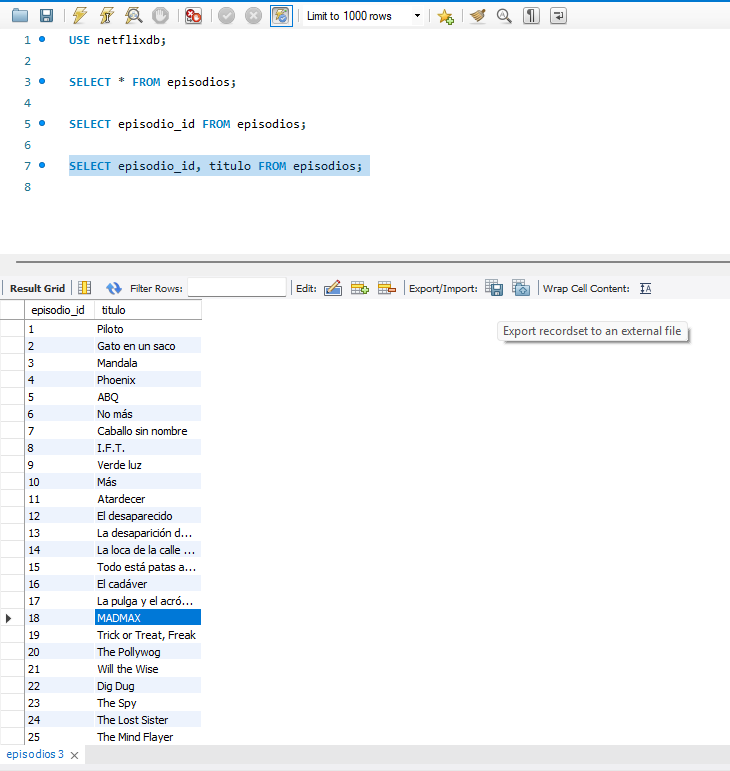 Limit to 1000 rows
1 USE netflixdb;
2
3 SELECT * FROM episodios;
4
5 SELECT episodio_id FROM episodios;
6
7 SELECT episodio_id, titulo FROM episodios;
8
Result Grid Filter Rows: Edit: Export/Import: Wrap Cell Content:
episodio_id titulo
Export recordset to an external file
1 Piloto
2 Gato en un saco
3 Mandala
4 Phoenix
5 ABQ
6 No más
7 Caballo sin nombre
8 I.F.T.
9 Verde luz
10 Más
11 Atardecer
12 El desaparecido
13 La desaparición d...
14 La loca de la calle ...
15 Todo está patas a...
16 El cadáver
17 La pulga y el acró...
18 MADMAX
19 Trick or Treat, Freak
20 The Pollywog
21 Will the Wise
22 Dig Dug
23 The Spy
24 The Lost Sister
25 The Mind Flayer
episodios 3